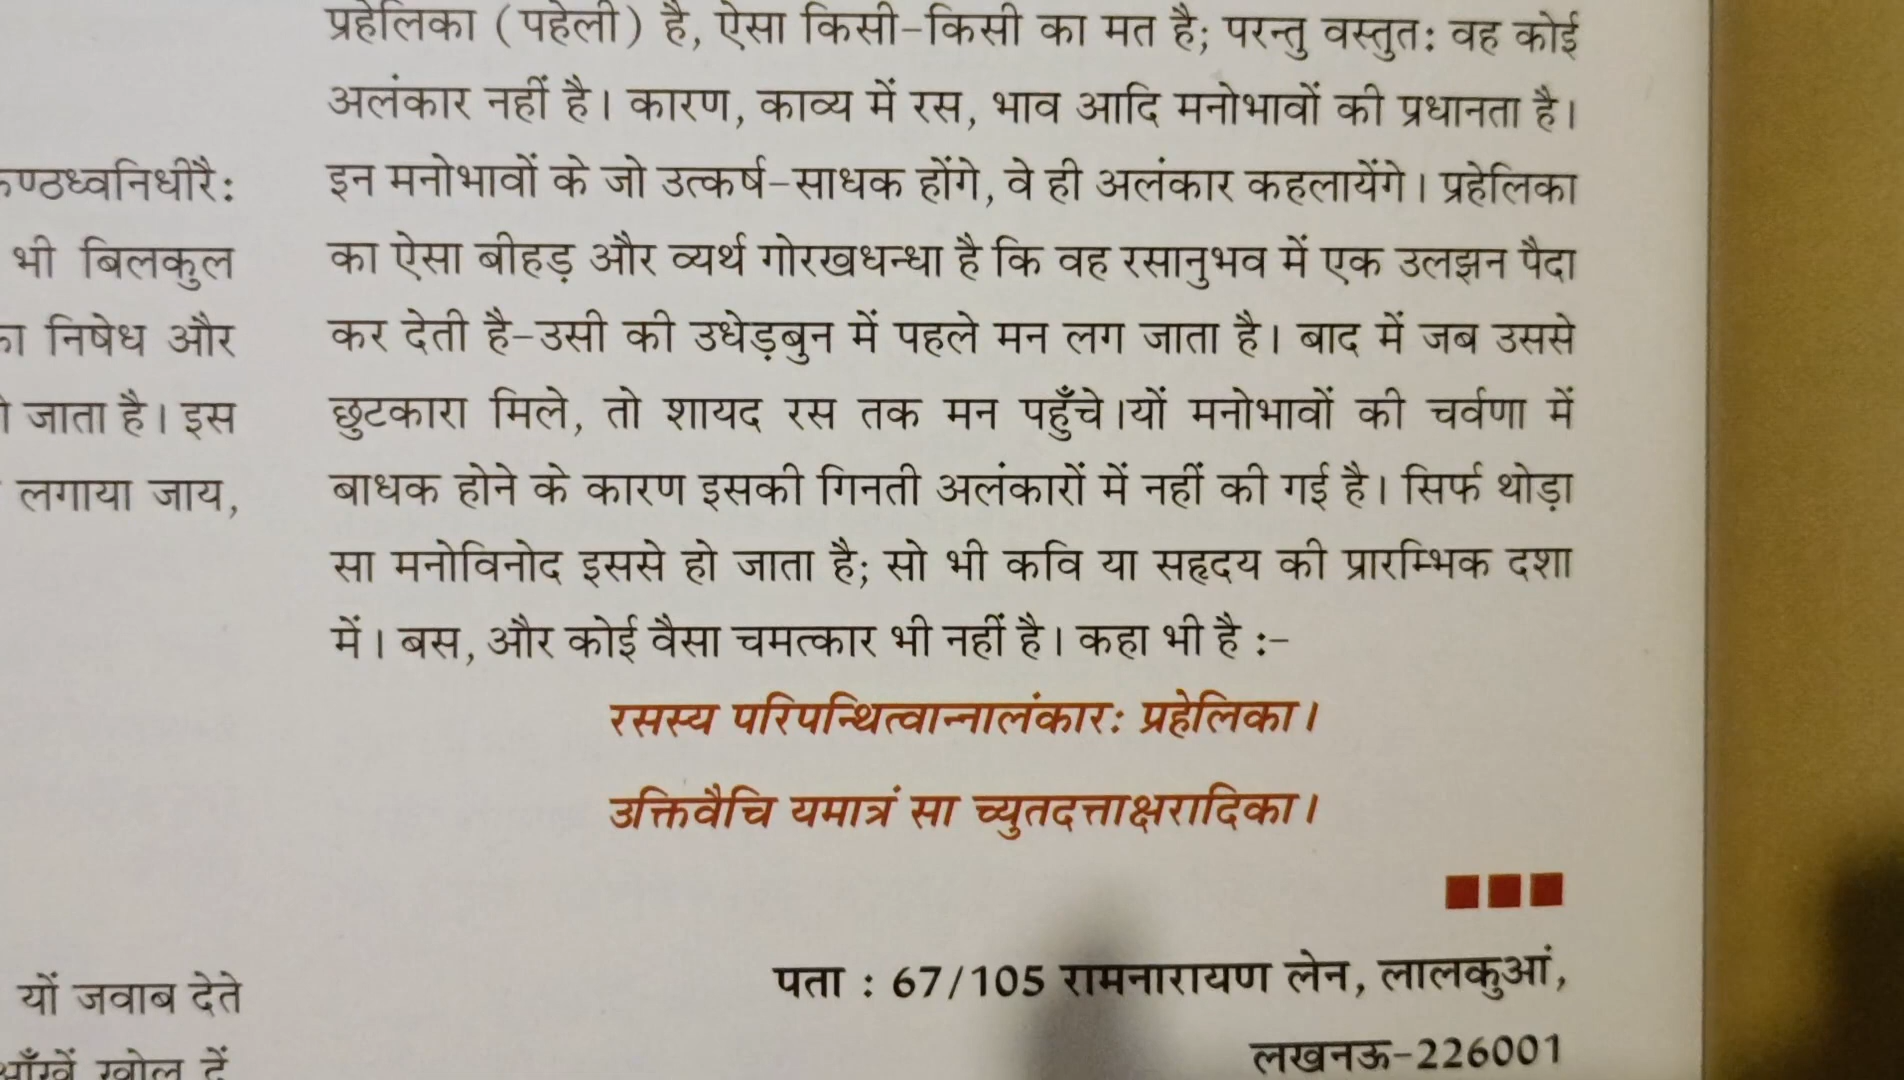 ण्ठध्वनिधीरैः
भी बिलकुल
का निषेध और
जाता है। इस
लगाया जाय,
यों जवाब देते
आँखें खोल दें
प्रहेलिका (पहेली) है, ऐसा किसी-किसी का मत है; परन्तु वस्तुतः वह कोई
अलंकार नहीं है। कारण, काव्य में रस, भाव आदि मनोभावों की प्रधानता है।
इन मनोभावों के जो उत्कर्ष-साधक होंगे, वे ही अलंकार कहलायेंगे। प्रहेलिका
का ऐसा बीहड़ और व्यर्थ गोरखधन्धा है कि वह रसानुभव में एक उलझन पैदा
कर देती है-उसी की उधेड़बुन में पहले मन लग जाता है। बाद में जब उससे
छुटकारा मिले, तो शायद रस तक मन पहुँचे।यों मनोभावों की चर्वणा में
बाधक होने के कारण इसकी गिनती अलंकारों में नहीं की गई है। सिर्फ थोड़ा
सा मनोविनोद इससे हो जाता है; सो भी कवि या सहृदय की प्रारम्भिक दशा
में। बस, और कोई वैसा चमत्कार भी नहीं है। कहा भी है :-
रसस्य परिपन्थित्वान्नालंकारः प्रहेलिका।
उक्तिवैचि यमात्रं सा च्युतदत्ताक्षरादिका।
पता : 67/105 रामनारायण लेन, लालकुआं,
लखनऊ-226001